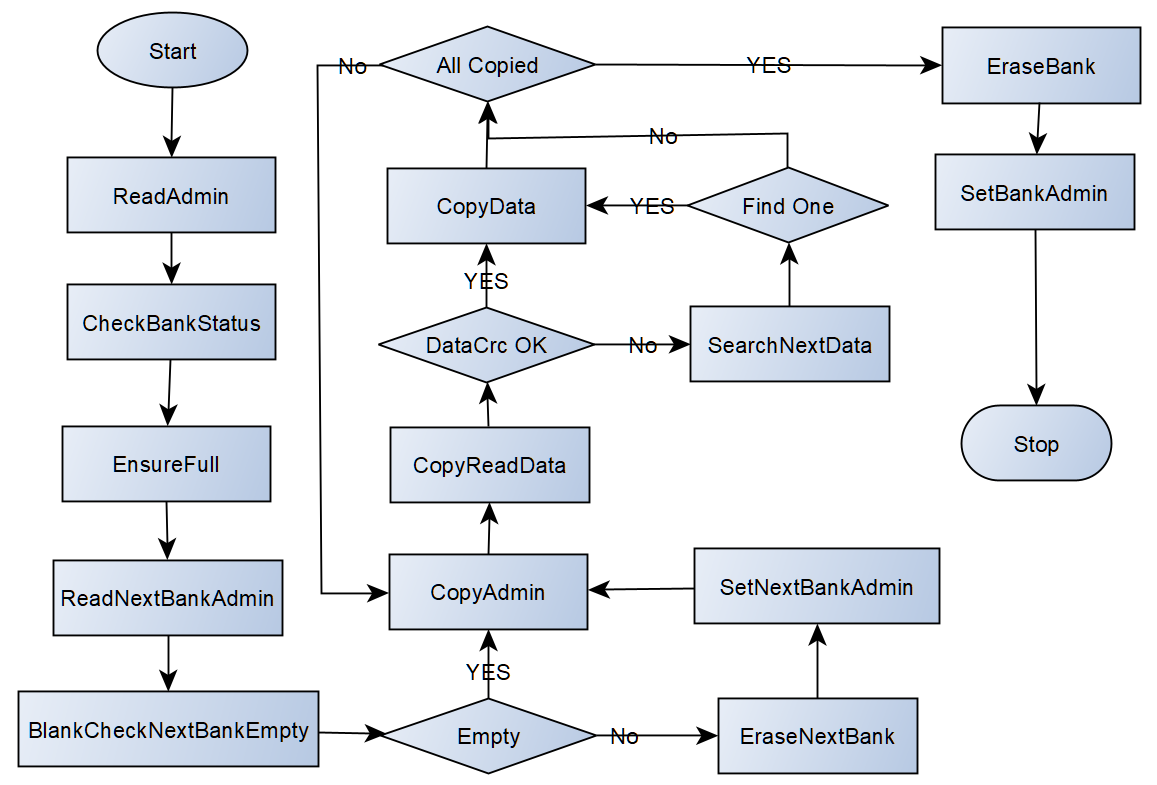 Start
No
All Copied
YES
EraseBank
No
ReadAdmin
CopyData
YES
Find One
SetBankAdmin
YES
CheckBankStatus
DataCrc OK
No
SearchNextData
EnsureFull
CopyReadData
Stop
ReadNextBankAdmin
CopyAdmin
SetNextBankAdmin
YES
BlankCheckNextBankEmpty
Empty
No
EraseNextBank